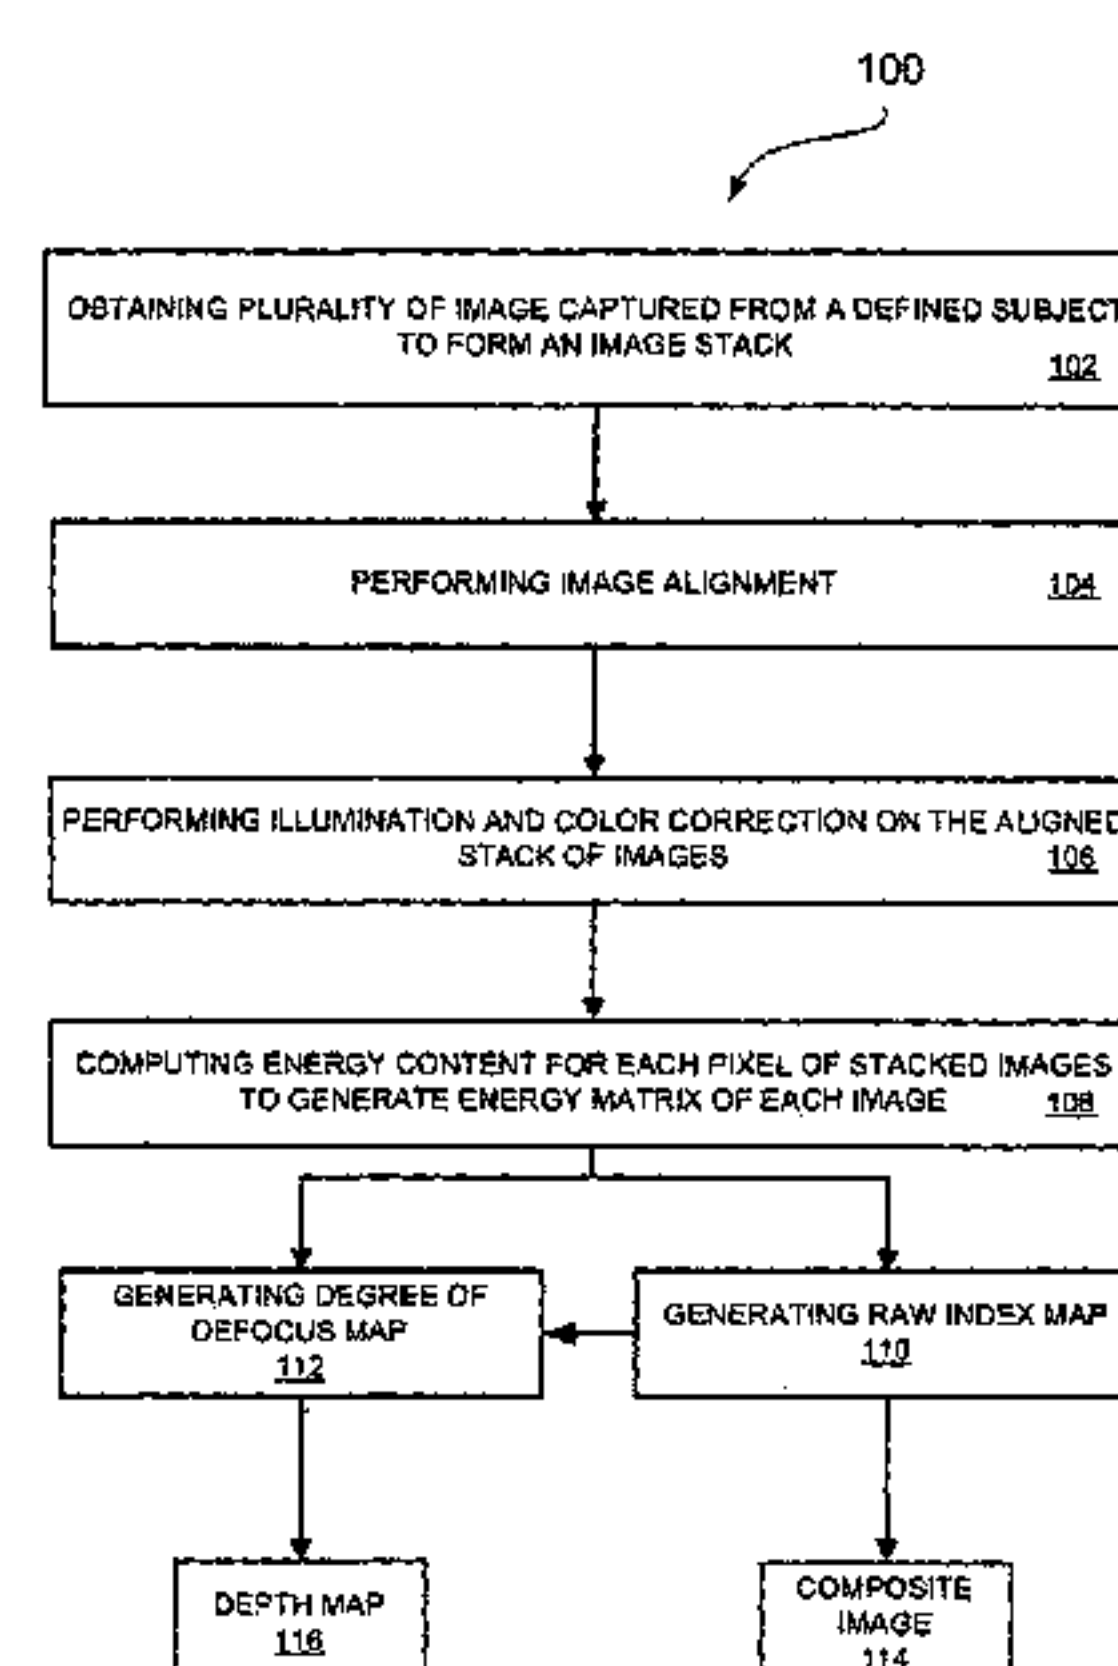 100
OBTAINING PLURALITY OF IMAGE CAPTURED FROM A DEFINED SUBJECT
TO FORM AN IMAGE STACK
102
PERFORMING IMAGE ALIGNMENT
104
PERFORMING ILLUMINATION AND COLOR CORRECTION ON THE ALIGNED
STACK OF IMAGES
106
COMPUTING ENERGY CONTENT FOR EACH PIXEL OF STACKED IMAGES
TO GENERATE ENERGY MATRIX OF EACH IMAGE
108
GENERATING DEGREE OF
DEFOCUS MAP
112
GENERATING RAW INDEX MAP
110
DEPTH MAP
116
COMPOSITE
IMAGE
114